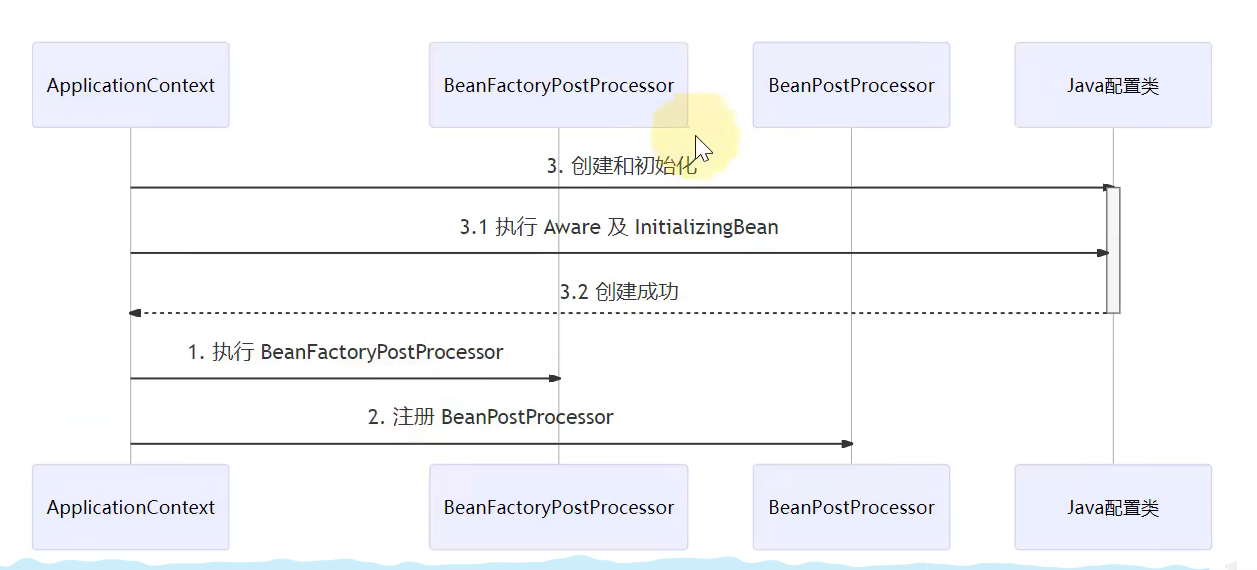 ApplicationContext
BeanFactoryPostProcessor
BeanPostProcessor
Java配置类
3. 创建和初始化
3.1 执行 Aware 及 InitializingBean
3.2 创建成功
1. 执行 BeanFactoryPostProcessor
2. 注册 BeanPostProcessor
ApplicationContext
BeanFactoryPostProcessor
BeanPostProcessor
Java配置类